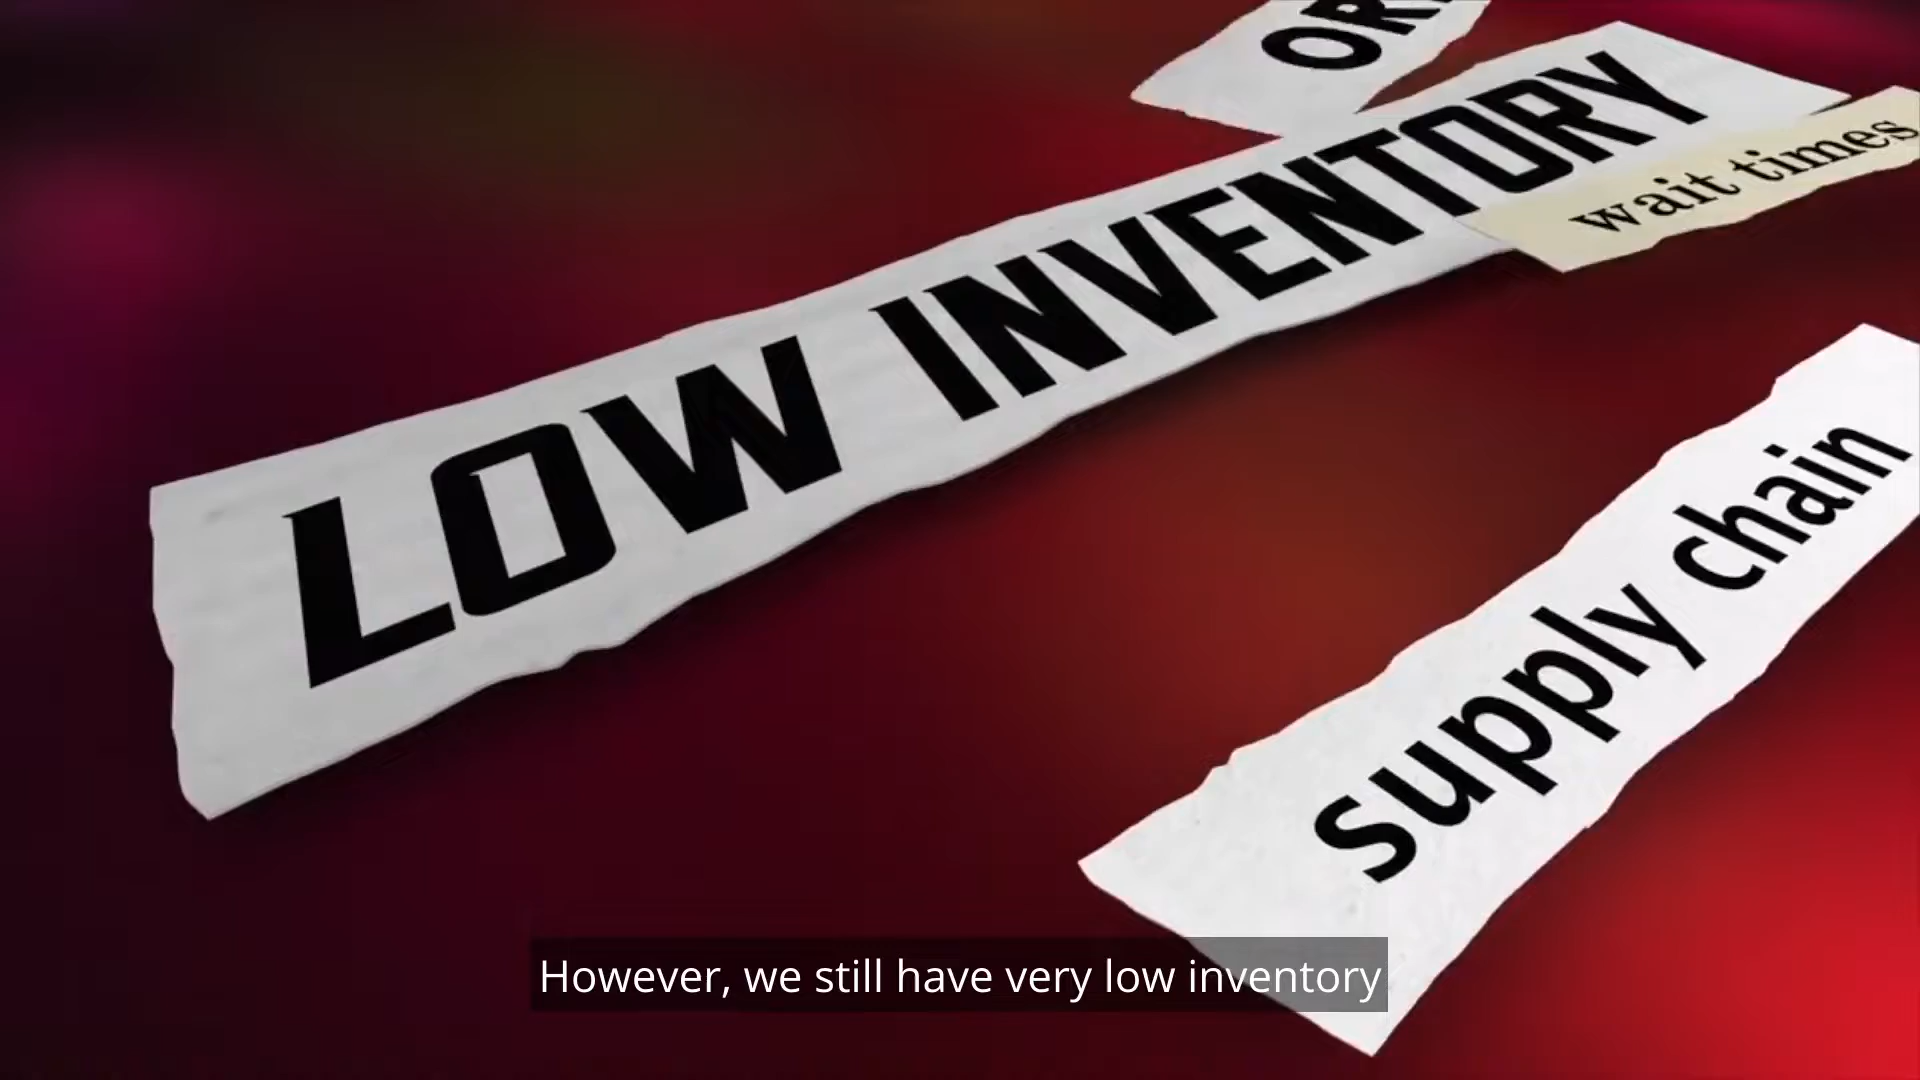 LOW INVENTORY
wait times
supply chain
However, we still have very low inventory